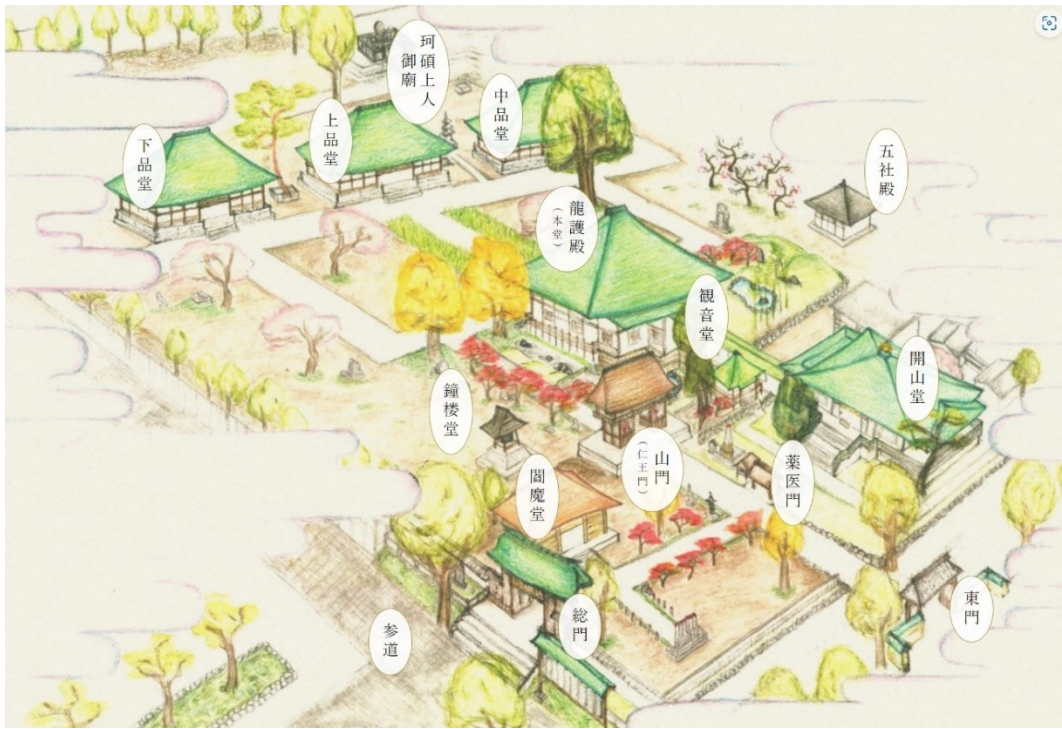 珂碩上人
御廟
中品堂
上品堂
下品堂
五社殿
龍護殿
（本堂）
観音堂
開山堂
鐘楼堂
山門
（仁王門）
薬医門
閻魔堂
総門
東門
参道